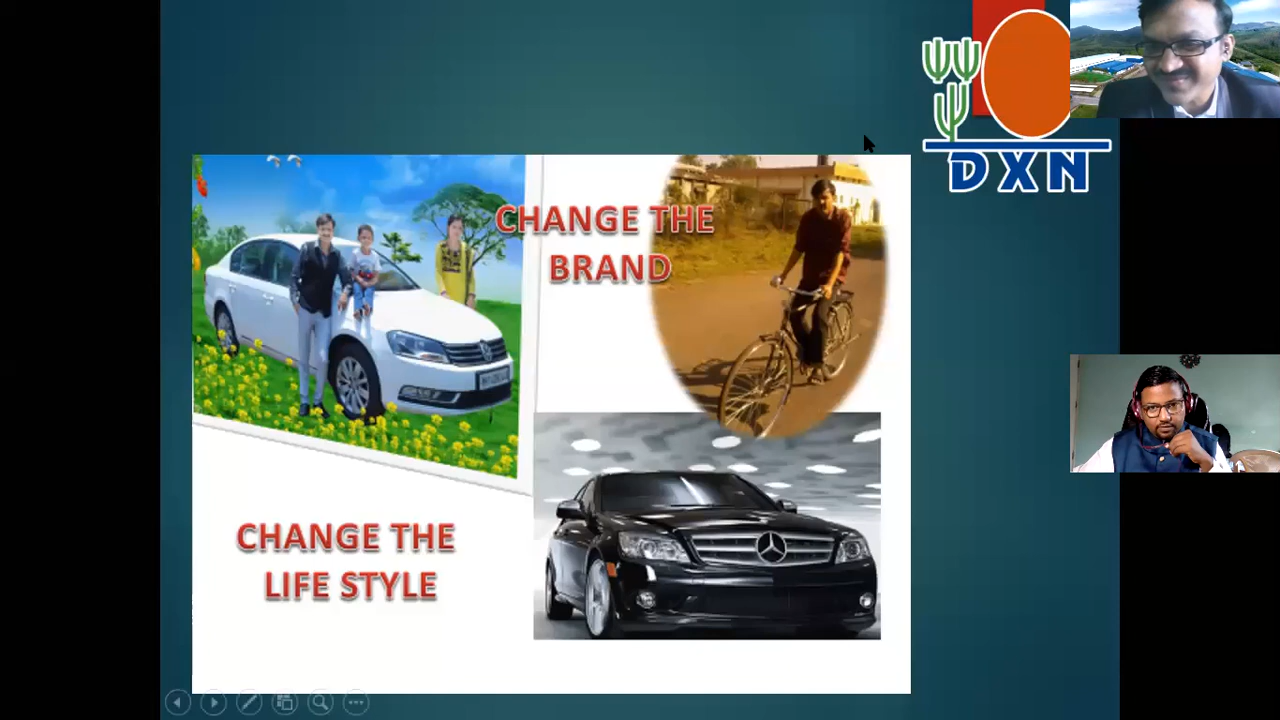 DXN
CHANGE THE
BRAND
CHANGE THE
LIFE STYLE